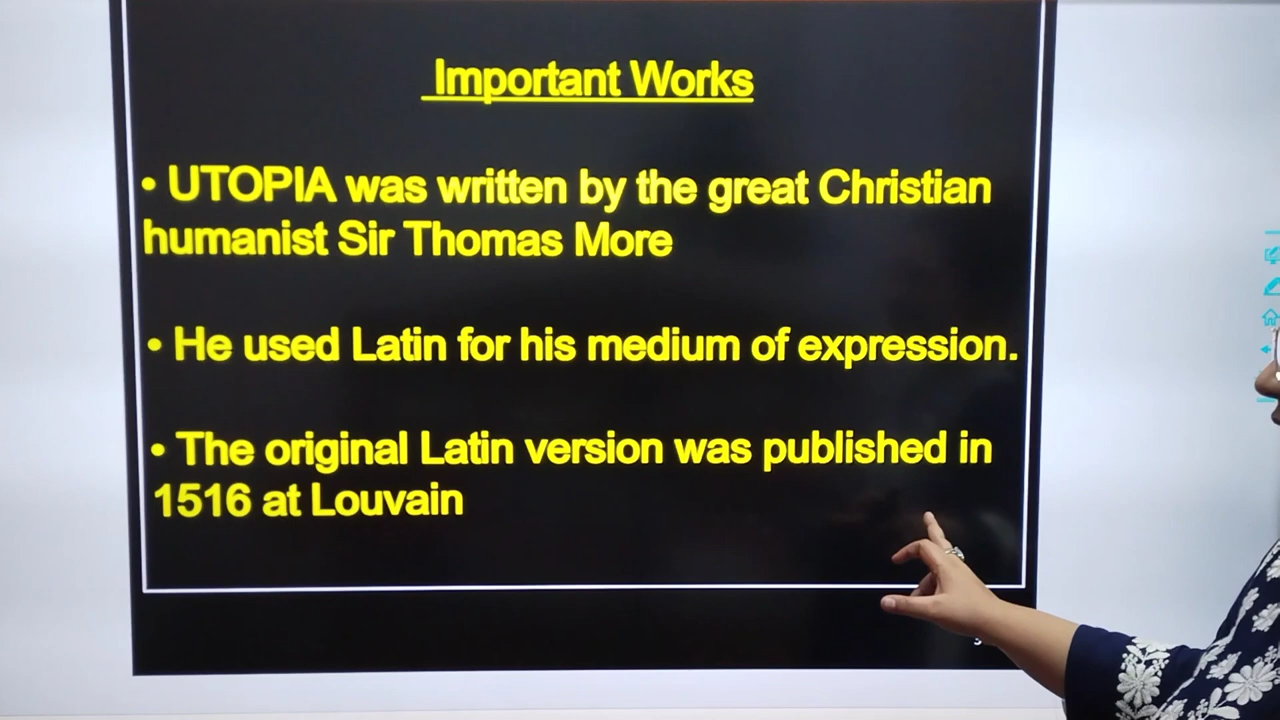 Important Works
• UTOPIA was written by the great Christian
humanist Sir Thomas More
• He used Latin for his medium of expression.
• The original Latin version was published in
1516 at Louvain